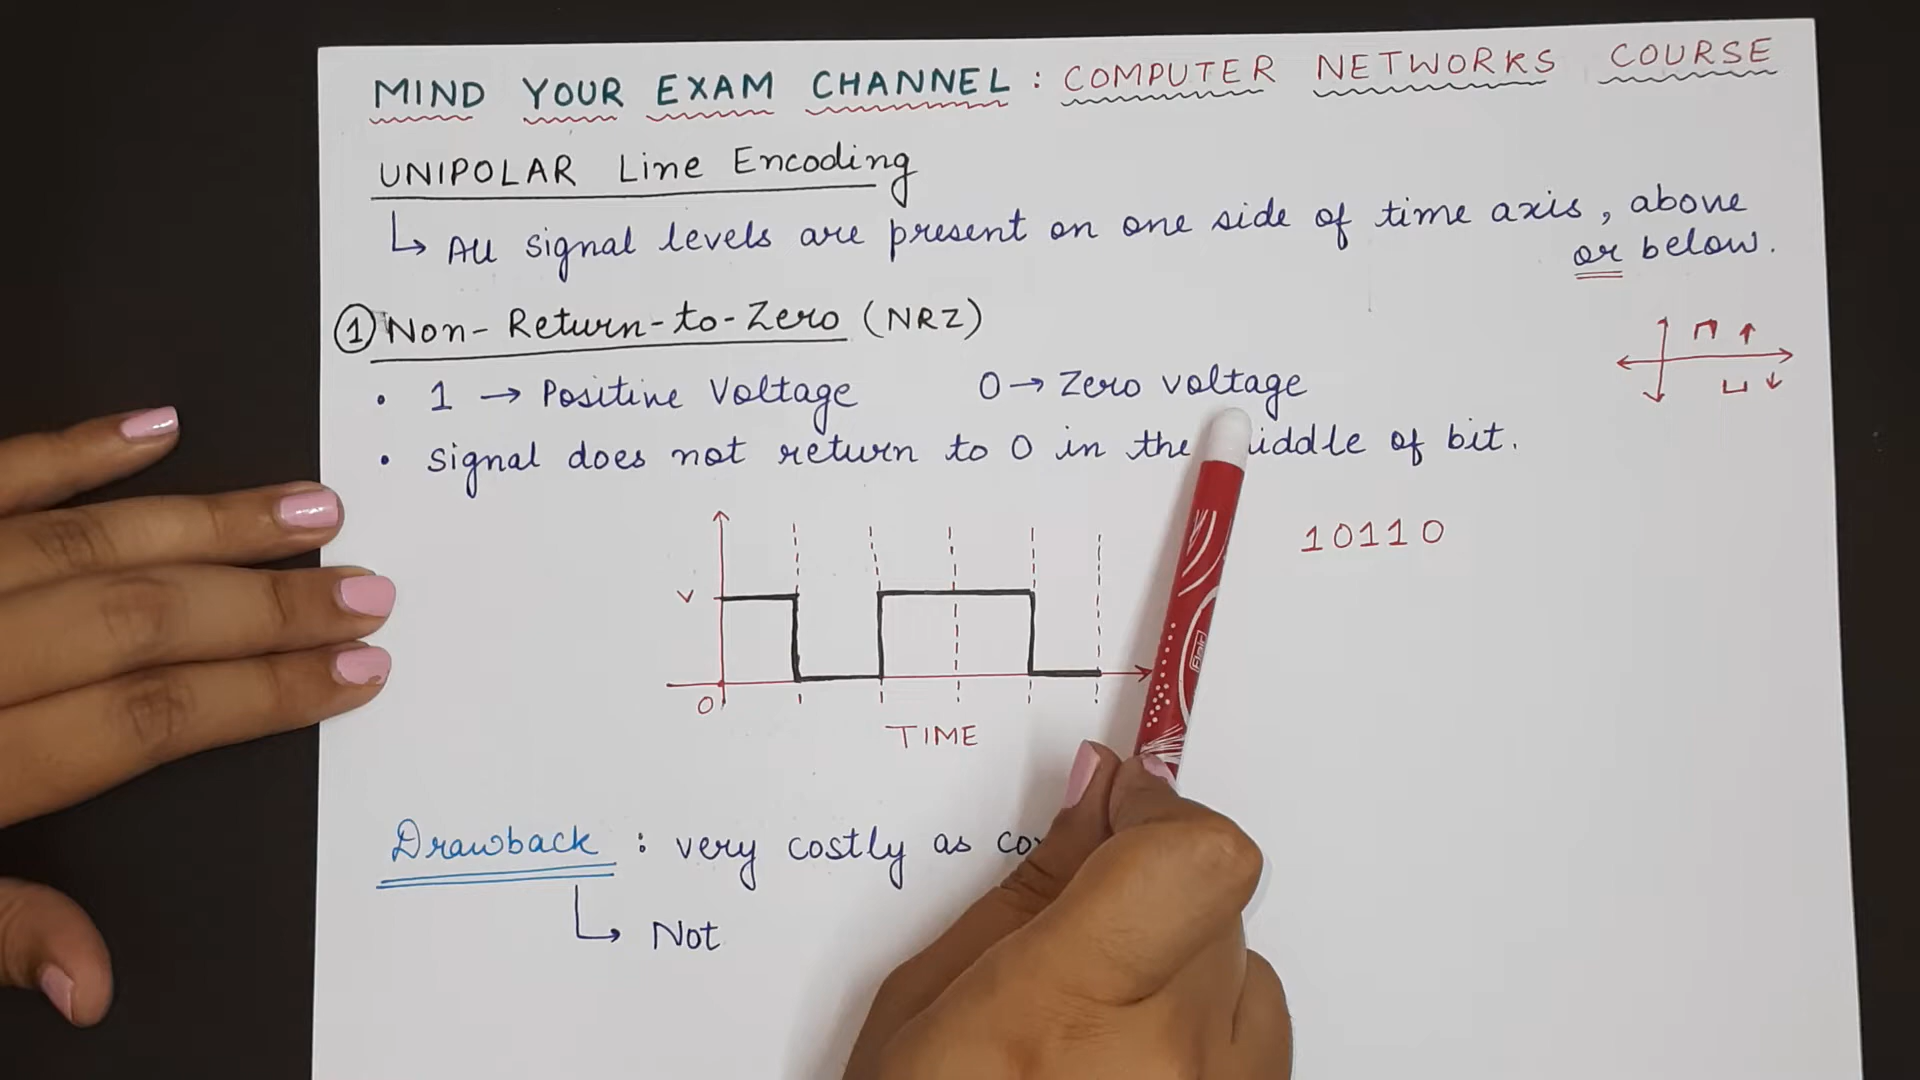 MIND YOUR EXAM CHANNEL : COMPUTER NETWORKS COURSE
UNIPOLAR Line Encoding
↳ All signal levels are present on one side of time axis, above
or below.
① Non-Return-to-Zero (NRZ)
• 1 → Positive Voltage 0 → Zero voltage
• signal does not return to 0 in the of bit.
10110
V
0
TIME
Drawback : very costly as
↳ Not